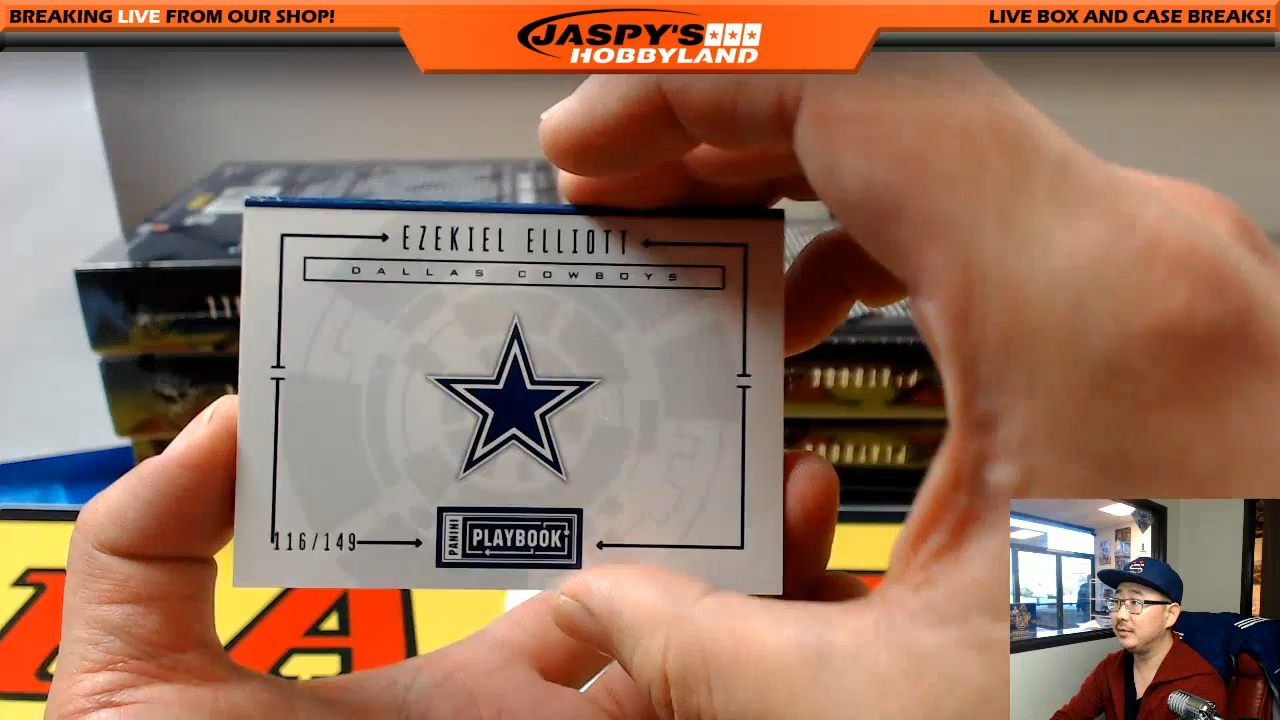 BREAKING LIVE FROM OUR SHOP!
JASPY'S
HOBBYLAND
LIVE BOX AND CASE BREAKS!
EZEKIEL ELLIOTT
DALLAS COWBOYS
116/149
PANINI
PLAYBOOK